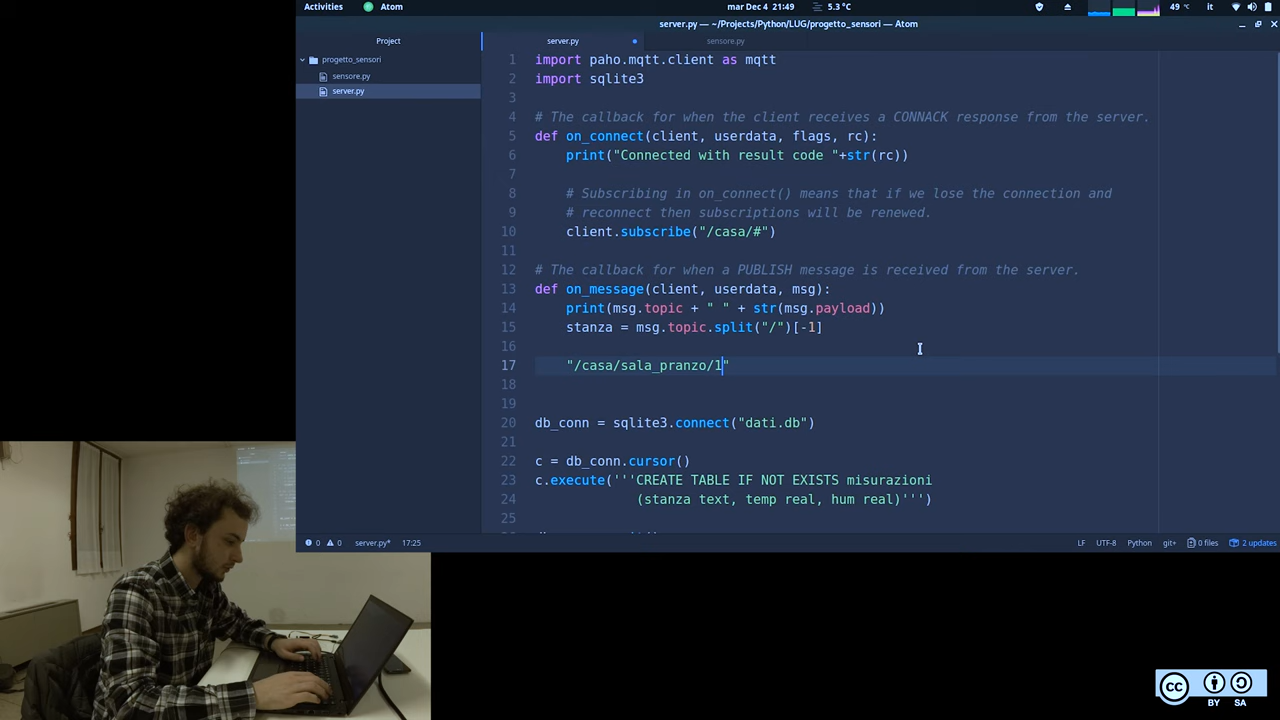 Activities Atom mar Dec 4 21:49 5.3 °C 49 °C it
server.py — ~/Projects/Python/LUG/progetto_sensori — Atom
Project server.py sensore.py
progetto_sensori
sensore.py
server.py
1 import paho.mqtt.client as mqtt
2 import sqlite3
3
4 # The callback for when the client receives a CONNACK response from the server.
5 def on_connect(client, userdata, flags, rc):
6 print("Connected with result code "+str(rc))
7
8 # Subscribing in on_connect() means that if we lose the connection and
9 # reconnect then subscriptions will be renewed.
10 client.subscribe("/casa/#")
11
12 # The callback for when a PUBLISH message is received from the server.
13 def on_message(client, userdata, msg):
14 print(msg.topic + " " + str(msg.payload))
15 stanza = msg.topic.split("/")[-1]
16
17 "/casa/sala_pranzo/1"
18
19
20 db_conn = sqlite3.connect("dati.db")
21
22 c = db_conn.cursor()
23 c.execute('''CREATE TABLE IF NOT EXISTS misurazioni
24 (stanza text, temp real, hum real)''')
25
0 0 server.py* 17:25 LF UTF-8 Python git+ 0 files 2 updates
cc BY SA